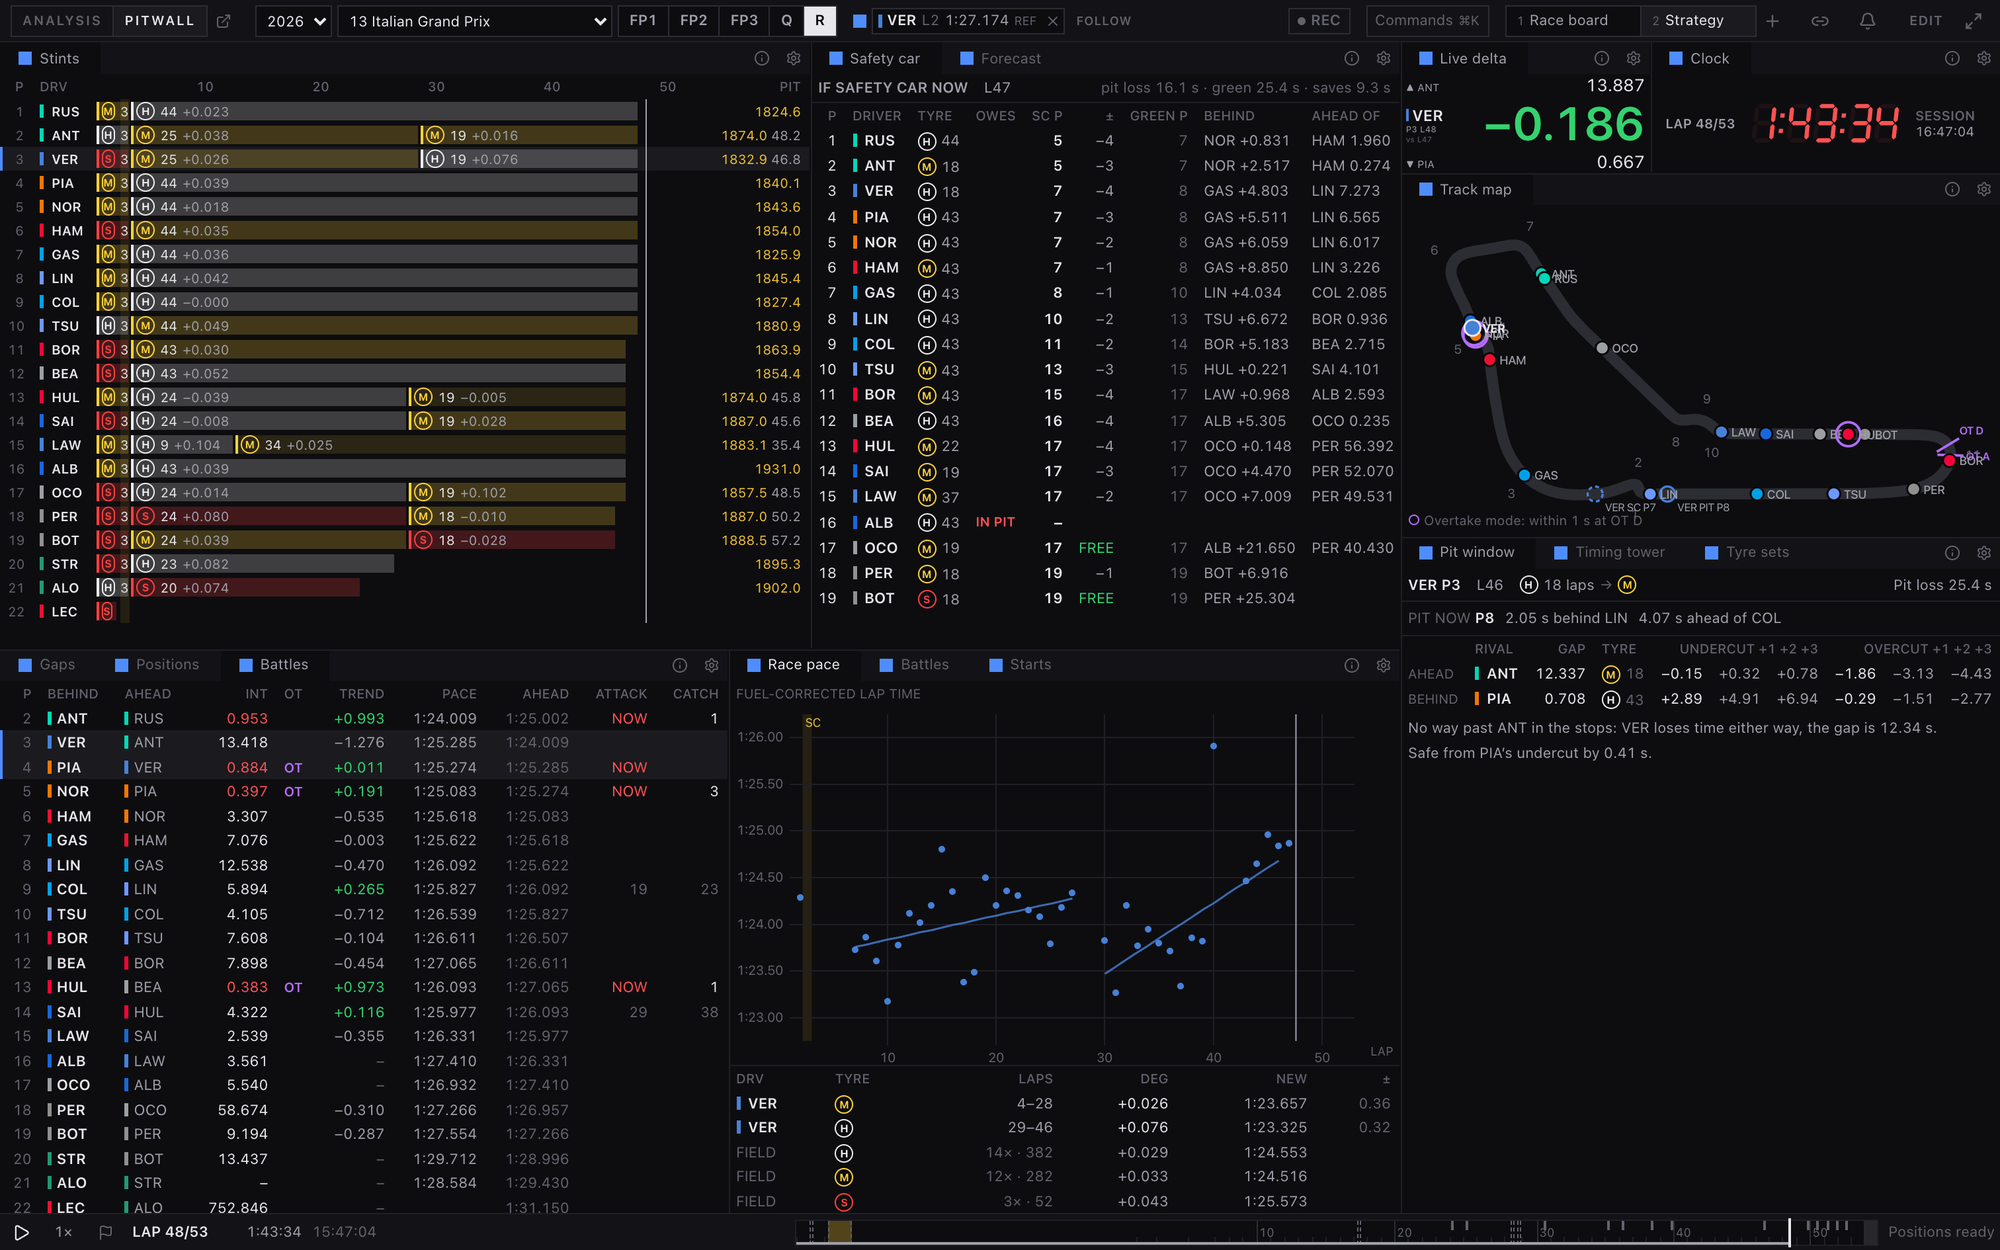 ANALYSIS PITWALL 2026 13 Italian Grand Prix FP1 FP2 FP3 Q R VER L2 1:27.174 REF FOLLOW REC Commands ⌘K 1 Race board 2 Strategy EDIT
Stints
P DRV 10 20 30 40 50 PIT
1 RUS M 3 H 44 +0.023 1824.6
2 ANT H 3 M 25 +0.038 M 19 +0.016 1874.0 48.2
3 VER S 3 M 25 +0.026 H 19 +0.076 1832.9 46.8
4 PIA M 3 H 44 +0.039 1840.1
5 NOR M 3 H 44 +0.018 1843.6
6 HAM S 3 M 44 +0.035 1854.0
7 GAS M 3 H 44 +0.036 1825.9
8 LIN M 3 H 44 +0.042 1845.4
9 COL M 3 H 44 −0.000 1827.4
10 TSU H 3 M 44 +0.049 1880.9
11 BOR S 3 M 43 +0.030 1863.9
12 BEA S 3 H 43 +0.052 1854.4
13 HUL M 3 H 24 −0.039 M 19 −0.005 1874.0 45.8
14 SAI S 3 H 24 −0.008 M 19 +0.028 1887.0 45.6
15 LAW M 3 H 9 +0.104 M 34 +0.025 1883.1 35.4
16 ALB M 3 H 43 +0.039 1931.0
17 OCO S 3 H 24 +0.014 M 19 +0.102 1857.5 48.5
18 PER S 3 S 24 +0.080 M 18 −0.010 1887.0 50.2
19 BOT S 3 M 24 +0.039 S 18 −0.028 1888.5 57.2
20 STR S 3 H 23 +0.082 1895.3
21 ALO H 3 S 20 +0.074 1902.0
22 LEC S
Safety car Forecast
IF SAFETY CAR NOW L47 pit loss 16.1 s · green 25.4 s · saves 9.3 s
P DRIVER TYRE OWES SC P ± GREEN P BEHIND AHEAD OF
1 RUS H 44 5 −4 7 NOR +0.831 HAM 1.960
2 ANT M 18 5 −3 7 NOR +2.517 HAM 0.274
3 VER H 18 7 −4 8 GAS +4.803 LIN 7.273
4 PIA H 43 7 −3 8 GAS +5.511 LIN 6.565
5 NOR H 43 7 −2 8 GAS +6.059 LIN 6.017
6 HAM M 43 7 −1 8 GAS +8.850 LIN 3.226
7 GAS H 43 8 −1 10 LIN +4.034 COL 2.085
8 LIN H 43 10 −2 13 TSU +6.672 BOR 0.936
9 COL H 43 11 −2 14 BOR +5.183 BEA 2.715
10 TSU M 43 13 −3 17 HUL +0.221 SAI 4.101
11 BOR M 43 15 −4 17 LAW +0.968 ALB 2.593
12 BEA H 43 16 −4 17 ALB +5.305 OCO 0.235
13 HUL M 22 17 −4 17 OCO +0.148 PER 56.392
14 SAI M 19 17 −3 17 OCO +4.470 PER 52.070
15 LAW M 37 17 −2 17 OCO +7.009 PER 49.531
16 ALB H 43 IN PIT –
17 OCO M 19 17 FREE 17 ALB +21.650 PER 40.430
18 PER M 18 19 −1 19 BOT +6.916
19 BOT S 18 19 FREE 19 PER +25.304
Live delta
▲ ANT 13.887
VER −0.186
P3 L48
vs L47
▼ PIA 0.667
Clock
LAP 48/53 1:43:34 SESSION
16:47:04
Track map
7
6
ANT
RUS
ALB
VER
5
HAM
OCO
9
LAW SAI BOT OT D
8
10
BOR
2
GAS
3
LIN COL TSU PER
VER SC P7 VER PIT P8
Overtake mode: within 1 s at OT D
Pit window Timing tower Tyre sets
VER P3 L46 H 18 laps → M Pit loss 25.4 s
PIT NOW P8 2.05 s behind LIN 4.07 s ahead of COL
RIVAL GAP TYRE UNDERCUT +1 +2 +3 OVERCUT +1 +2 +3
AHEAD ANT 12.337 M 18 −0.15 +0.32 +0.78 −1.86 −3.13 −4.43
BEHIND PIA 0.708 H 43 +2.89 +4.91 +6.94 −0.29 −1.51 −2.77
No way past ANT in the stops: VER loses time either way, the gap is 12.34 s.
Safe from PIA’s undercut by 0.41 s.
Gaps Positions Battles
P BEHIND AHEAD INT OT TREND PACE AHEAD ATTACK CATCH
2 ANT RUS 0.953 +0.993 1:24.009 1:25.002 NOW 1
3 VER ANT 13.418 −1.276 1:25.285 1:24.009
4 PIA VER 0.884 OT +0.011 1:25.274 1:25.285 NOW
5 NOR PIA 0.397 OT +0.191 1:25.083 1:25.274 NOW 3
6 HAM NOR 3.307 −0.535 1:25.618 1:25.083
7 GAS HAM 7.076 −0.003 1:25.622 1:25.618
8 LIN GAS 12.538 −0.470 1:26.092 1:25.622
9 COL LIN 5.894 +0.265 1:25.827 1:26.092 19 23
10 TSU COL 4.105 −0.712 1:26.539 1:25.827
11 BOR TSU 7.608 −0.104 1:26.611 1:26.507
12 BEA BOR 7.898 −0.454 1:27.065 1:26.611
13 HUL BEA 0.383 OT +0.973 1:26.093 1:27.065 NOW 1
14 SAI HUL 4.322 +0.116 1:25.977 1:26.093 29 38
15 LAW SAI 2.539 −0.355 1:26.331 1:25.977
16 ALB LAW 3.561 – 1:27.410 1:26.331
17 OCO ALB 5.540 – 1:26.932 1:27.410
18 PER OCO 58.674 −0.310 1:27.266 1:26.957
19 BOT PER 9.194 −0.287 1:27.554 1:27.266
20 STR BOT 13.437 – 1:29.712 1:28.996
21 ALO STR – – 1:28.584 1:29.430
22 LEC ALO 752.846 – 1:31.150
Race pace Battles Starts
FUEL-CORRECTED LAP TIME
SC
1:26.00
1:25.50
1:25.00
1:24.50
1:24.00
1:23.50
1:23.00
10 20 30 40 50 LAP
DRV TYRE LAPS DEG NEW ±
VER M 4–28 +0.026 1:23.657 0.36
VER H 29–46 +0.076 1:23.325 0.32
FIELD H 14× · 382 +0.029 1:24.553
FIELD M 12× · 282 +0.033 1:24.516
FIELD S 3× · 52 +0.043 1:25.573
1× LAP 48/53 1:43:34 15:47:04 10 20 30 40 50 Positions ready